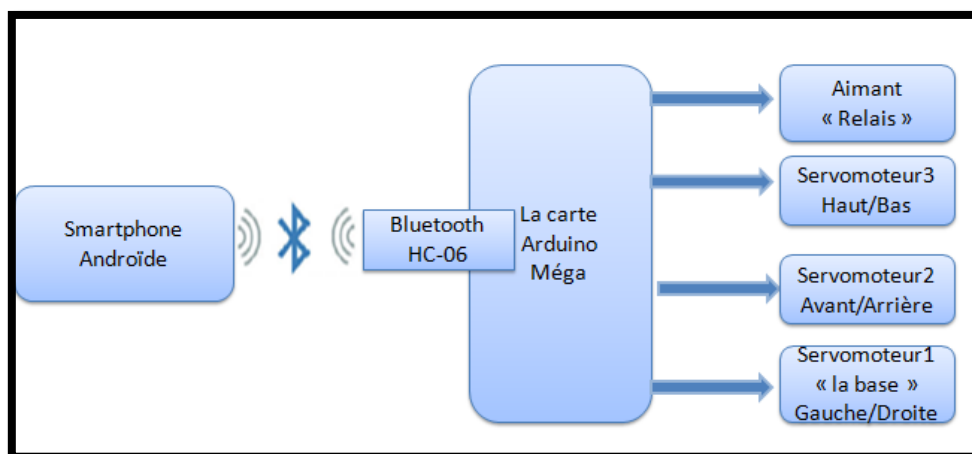 Smartphone
Androïde
Bluetooth
HC-06
La carte
Arduino
Méga
Aimant
« Relais »
Servomoteur3
Haut/Bas
Servomoteur2
Avant/Arrière
Servomoteur1
« la base »
Gauche/Droite